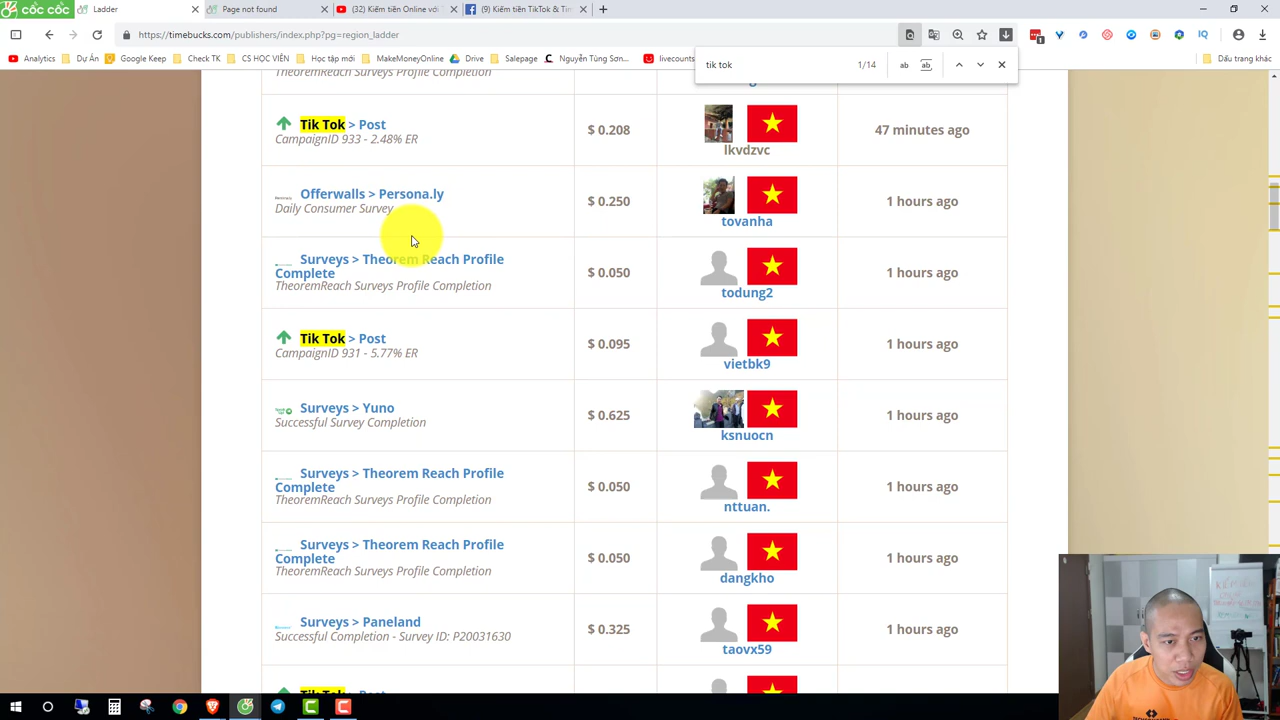 cốc cốc
Ladder
Page not found
(32) Kiếm tiền Online với T
(9) Kiếm tiền TikTok & Tim
https://timebucks.com/publishers/index.php?pg=region_ladder
Analytics
Dự Án
Google Keep
Check TK
CS HỌC VIÊN
Học tập mới
MakeMoneyOnline
Drive
Salepage
Nguyễn Tùng Sơn...
livecounts
Dấu trang khác
tik tok
1/14
TheoremReach Surveys Profile Completion
Tik Tok > Post
CampaignID 933 - 2.48% ER
$ 0.208
lkvdzvc
47 minutes ago
Offerwalls > Persona.ly
Daily Consumer Survey
$ 0.250
tovanha
1 hours ago
Surveys > Theorem Reach Profile
Complete
TheoremReach Surveys Profile Completion
$ 0.050
todung2
1 hours ago
Tik Tok > Post
CampaignID 931 - 5.77% ER
$ 0.095
vietbk9
1 hours ago
Surveys > Yuno
Successful Survey Completion
$ 0.625
ksnuocn
1 hours ago
Surveys > Theorem Reach Profile
Complete
TheoremReach Surveys Profile Completion
$ 0.050
nttuan.
1 hours ago
Surveys > Theorem Reach Profile
Complete
TheoremReach Surveys Profile Completion
$ 0.050
dangkho
1 hours ago
Surveys > Paneland
Successful Completion - Survey ID: P20031630
$ 0.325
taovx59
1 hours ago
Tik Tok > Post